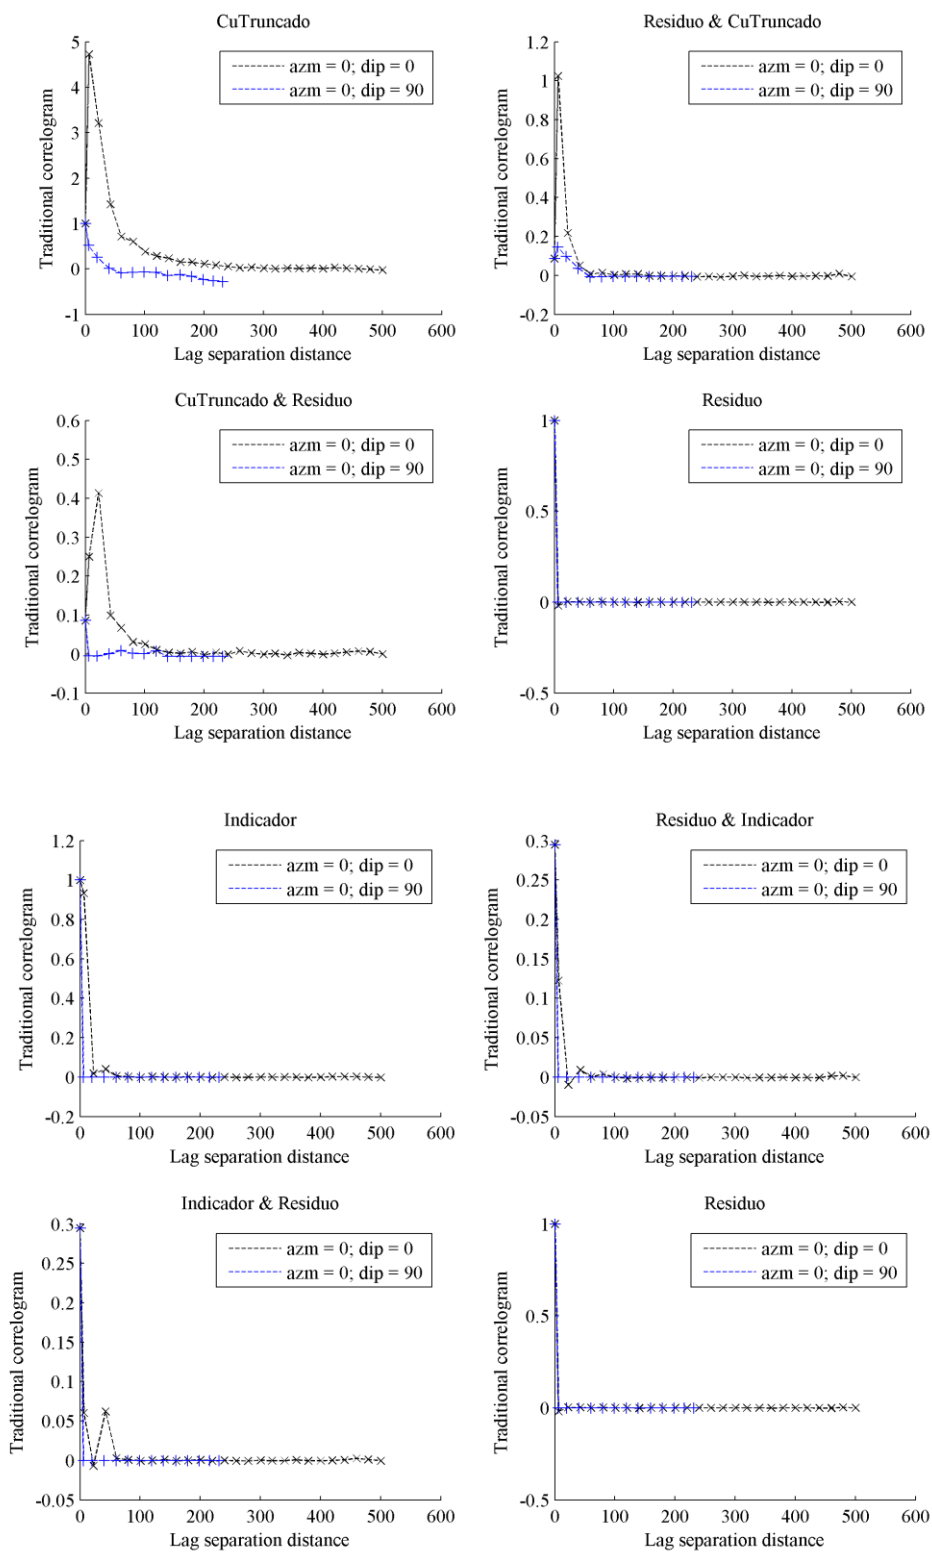 CuTruncado
Traditional correlogram
5
4
3
2
1
0
-1
azm = 0; dip = 0
azm = 0; dip = 90
0 100 200 300 400 500 600
Lag separation distance
Residuo & CuTruncado
Traditional correlogram
1.2
1
0.8
0.6
0.4
0.2
0
-0.2
azm = 0; dip = 0
azm = 0; dip = 90
0 100 200 300 400 500 600
Lag separation distance
CuTruncado & Residuo
Traditional correlogram
0.6
0.5
0.4
0.3
0.2
0.1
0
-0.1
azm = 0; dip = 0
azm = 0; dip = 90
0 100 200 300 400 500 600
Lag separation distance
Residuo
Traditional correlogram
1
0.5
0
-0.5
azm = 0; dip = 0
azm = 0; dip = 90
0 100 200 300 400 500 600
Lag separation distance
Indicador
Traditional correlogram
1.2
1
0.8
0.6
0.4
0.2
0
-0.2
azm = 0; dip = 0
azm = 0; dip = 90
0 100 200 300 400 500 600
Lag separation distance
Residuo & Indicador
Traditional correlogram
0.3
0.25
0.2
0.15
0.1
0.05
0
-0.05
azm = 0; dip = 0
azm = 0; dip = 90
0 100 200 300 400 500 600
Lag separation distance
Indicador & Residuo
Traditional correlogram
0.3
0.25
0.2
0.15
0.1
0.05
0
-0.05
azm = 0; dip = 0
azm = 0; dip = 90
0 100 200 300 400 500 600
Lag separation distance
Residuo
Traditional correlogram
1
0.5
0
-0.5
azm = 0; dip = 0
azm = 0; dip = 90
0 100 200 300 400 500 600
Lag separation distance